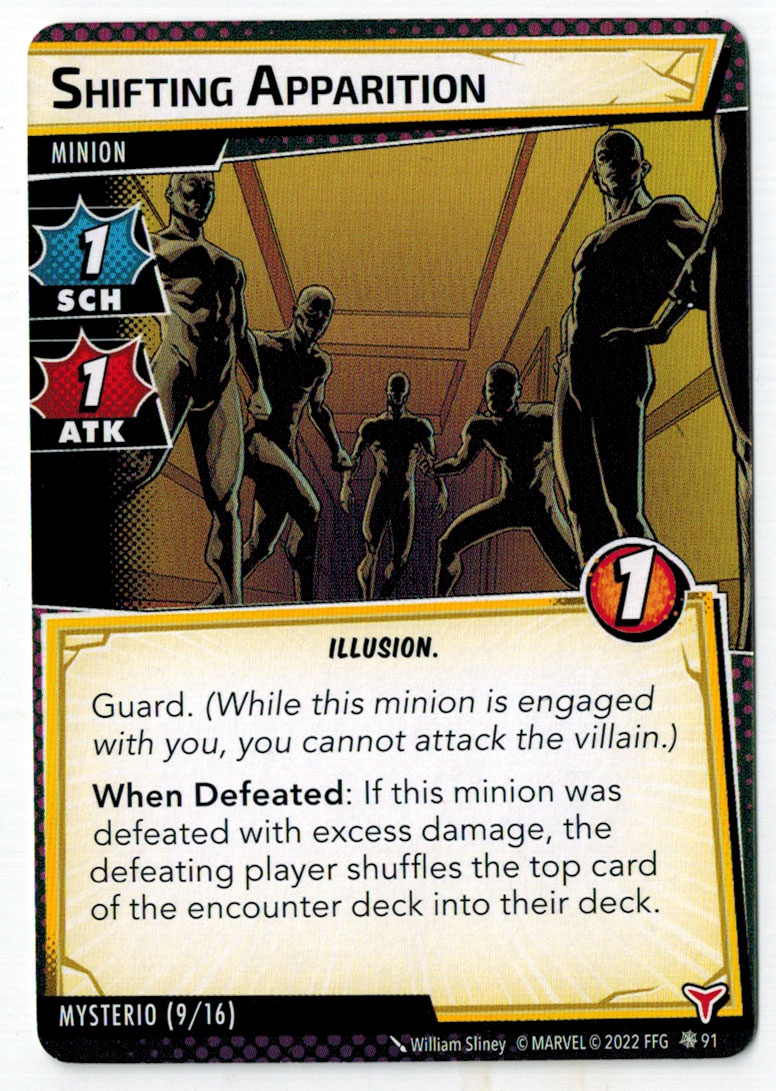 SHIFTING APPARITION
MINION
1
SCH
1
ATK
1
ILLUSION.
Guard. (While this minion is engaged
with you, you cannot attack the villain.)
When Defeated: If this minion was
defeated with excess damage, the
defeating player shuffles the top card
of the encounter deck into their deck.
MYSTERIO (9/16)
William Sliney © MARVEL © 2022 FFG 91